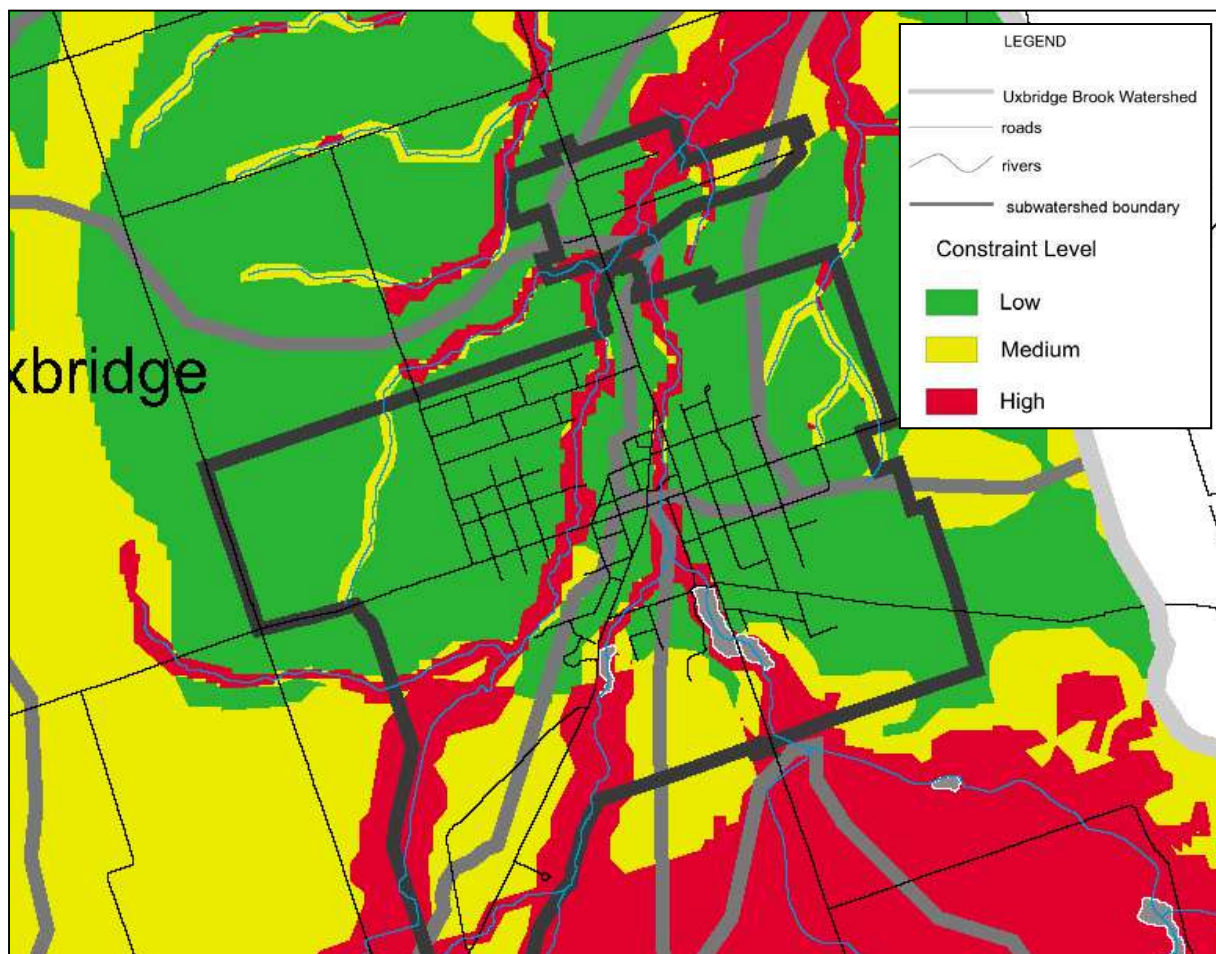 LEGEND
Uxbridge Brook Watershed
roads
rivers
subwatershed boundary
Constraint Level
Low
Medium
High
xbridge